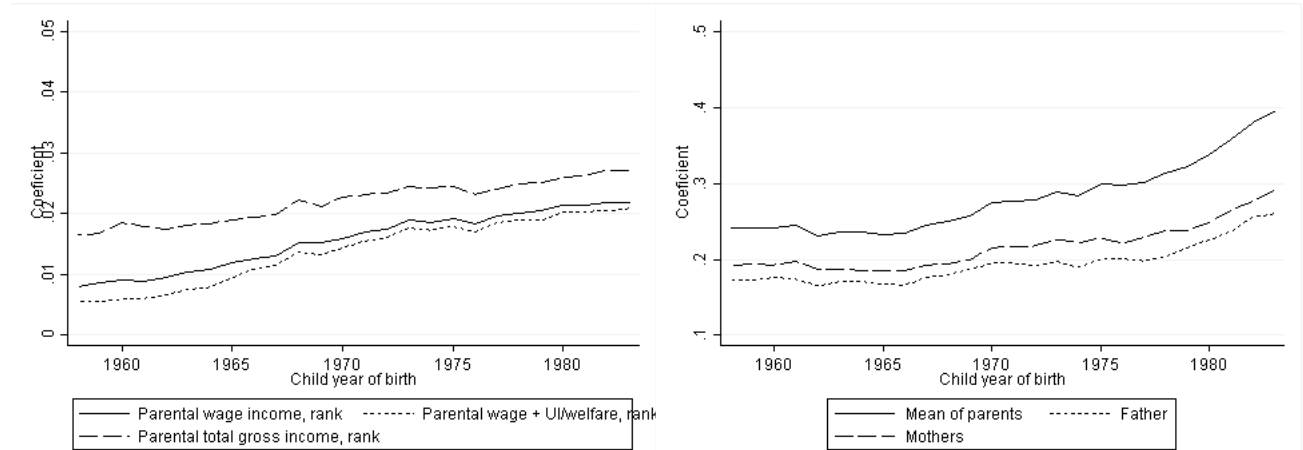 .05
.04
.03
.02
.01
0
Coeficient
1960 1965 1970 1975 1980
Child year of birth
Parental wage income, rank Parental wage + UI/welfare, rank
Parental total gross income, rank
.5
.4
.3
.2
.1
Coeficient
1960 1965 1970 1975 1980
Child year of birth
Mean of parents Father
Mothers